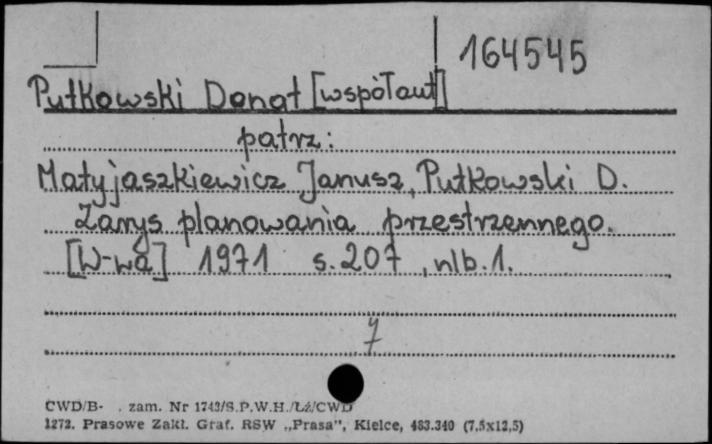 164545
Putkowski Donat [współaut]
patrz:
Matyjaszkiewicz Janusz, Putkowski D.
Zarys planowania przestrzennego.
[W-wa] 1971 s. 207, nlb. 1.
7
CWD/B- . zam. Nr 1743/S.P.W.H./Łź/CWD
1272. Prasowe Zakł. Graf. RSW „Prasa”, Kielce, 483.340 (7,5x12,5)